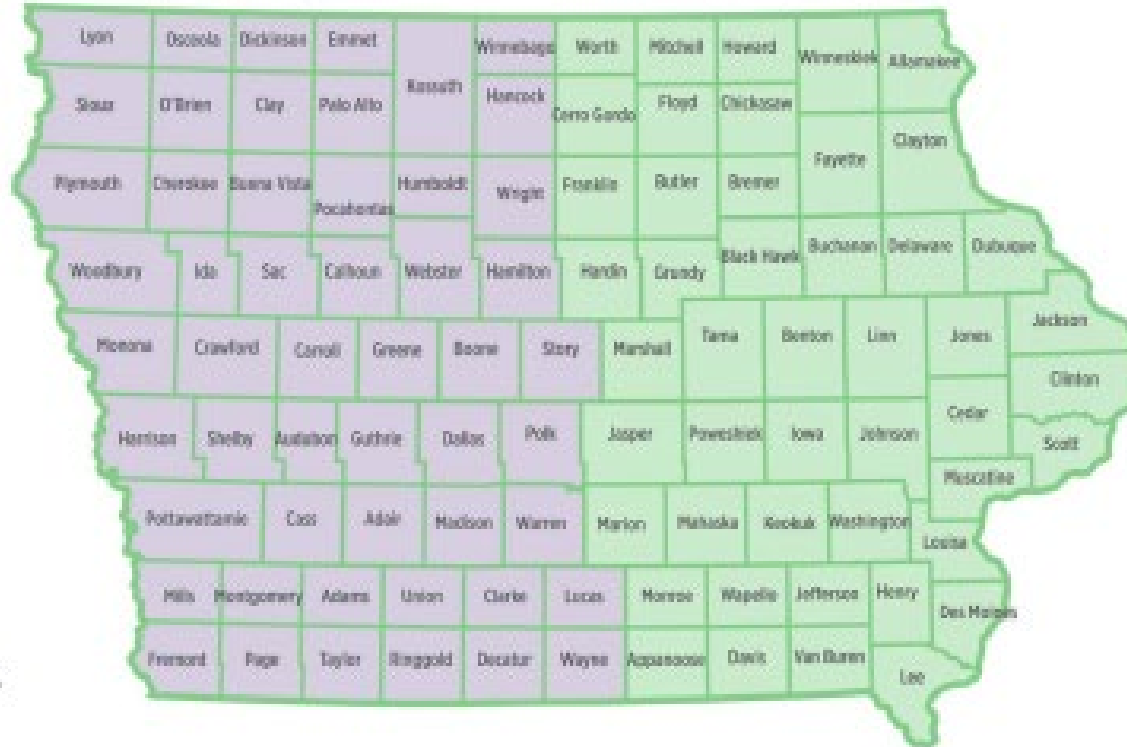 Lyon Osceola Dickinson Emmet Winnebago Worth Mitchell Howard
Winneshiek Allamakee
Kossuth
Sioux O'Brien Clay Palo Alto Hancock Cerro Gordo Floyd Chickasaw
Clayton
Fayette
Plymouth Cherokee Buena Vista Pocahontas Humboldt Wright Franklin Butler Bremer
Woodbury Ida Sac Calhoun Webster Hamilton Hardin Grundy Black Hawk Buchanan Delaware Dubuque
Monona Crawford Carroll Greene Boone Story Marshall Tama Benton Linn Jones Jackson
Clinton
Harrison Shelby Audubon Guthrie Dallas Polk Jasper Poweshiek Iowa Johnson Cedar Scott
Muscatine
Pottawattamie Cass Adair Madison Warren Marion Mahaska Keokuk Washington
Louisa
Mills Montgomery Adams Union Clarke Lucas Monroe Wapello Jefferson Henry Des Moines
Fremont Page Taylor Ringgold Decatur Wayne Appanoose Davis Van Buren
Lee